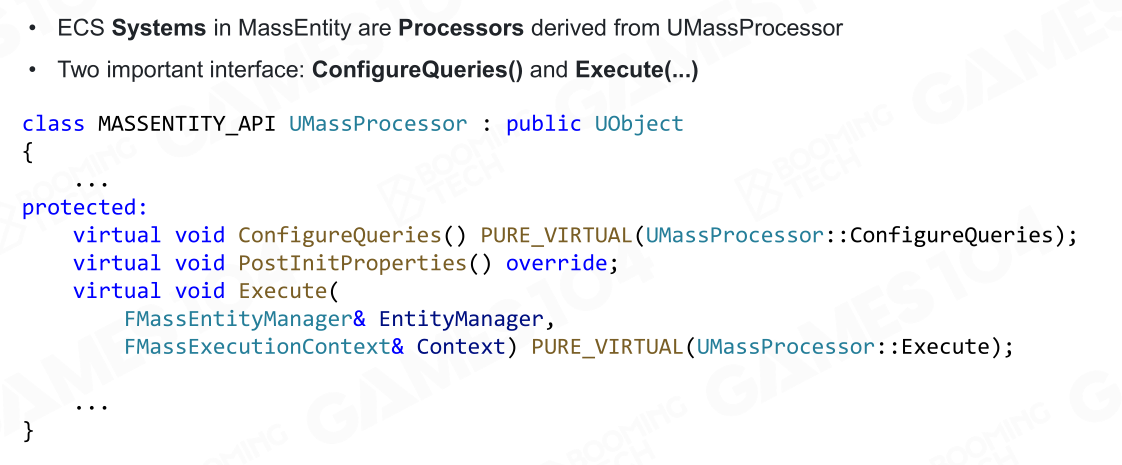 • ECS Systems in MassEntity are Processors derived from UMassProcessor
• Two important interface: ConfigureQueries() and Execute(...)
class MASSENTITY_API UMassProcessor : public UObject
{
    ...
protected:
    virtual void ConfigureQueries() PURE_VIRTUAL(UMassProcessor::ConfigureQueries);
    virtual void PostInitProperties() override;
    virtual void Execute(
        FMassEntityManager& EntityManager,
        FMassExecutionContext& Context) PURE_VIRTUAL(UMassProcessor::Execute);
    ...
}
GAMES 104
BOOMING TECH